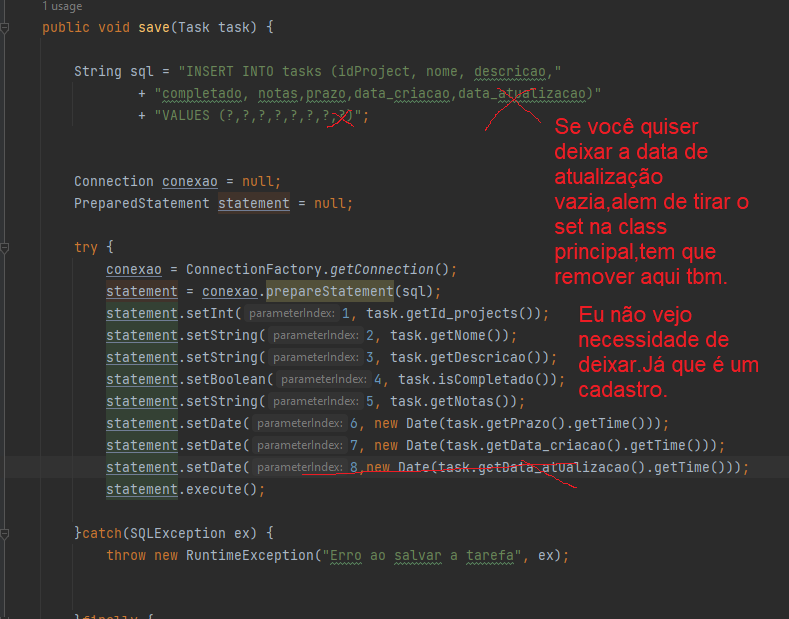 1 usage
public void save(Task task) {
String sql = "INSERT INTO tasks (idProject, nome, descricao,"
+ "completado, notas,prazo,data_criacao,data_atualizacao)"
+ "VALUES (?,?,?,?,?,?,?,?)";
Se você quiser
deixar a data de
atualização
vazia,alem de tirar o
set na class
principal,tem que
remover aqui tbm.
Connection conexao = null;
PreparedStatement statement = null;
try {
conexao = ConnectionFactory.getConnection();
statement = conexao.prepareStatement(sql);
statement.setInt( parameterIndex: 1, task.getId_projects());
statement.setString( parameterIndex: 2, task.getNome());
statement.setString( parameterIndex: 3, task.getDescricao());
statement.setBoolean( parameterIndex: 4, task.isCompletado());
statement.setString( parameterIndex: 5, task.getNotas());
statement.setDate( parameterIndex: 6, new Date(task.getPrazo().getTime()));
statement.setDate( parameterIndex: 7, new Date(task.getData_criacao().getTime()));
statement.setDate( parameterIndex: 8,new Date(task.getData_atualizacao().getTime()));
statement.execute();
Eu não vejo
necessidade de
deixar.Já que é um
cadastro.
}catch(SQLException ex) {
throw new RuntimeException("Erro ao salvar a tarefa", ex);
}finally {